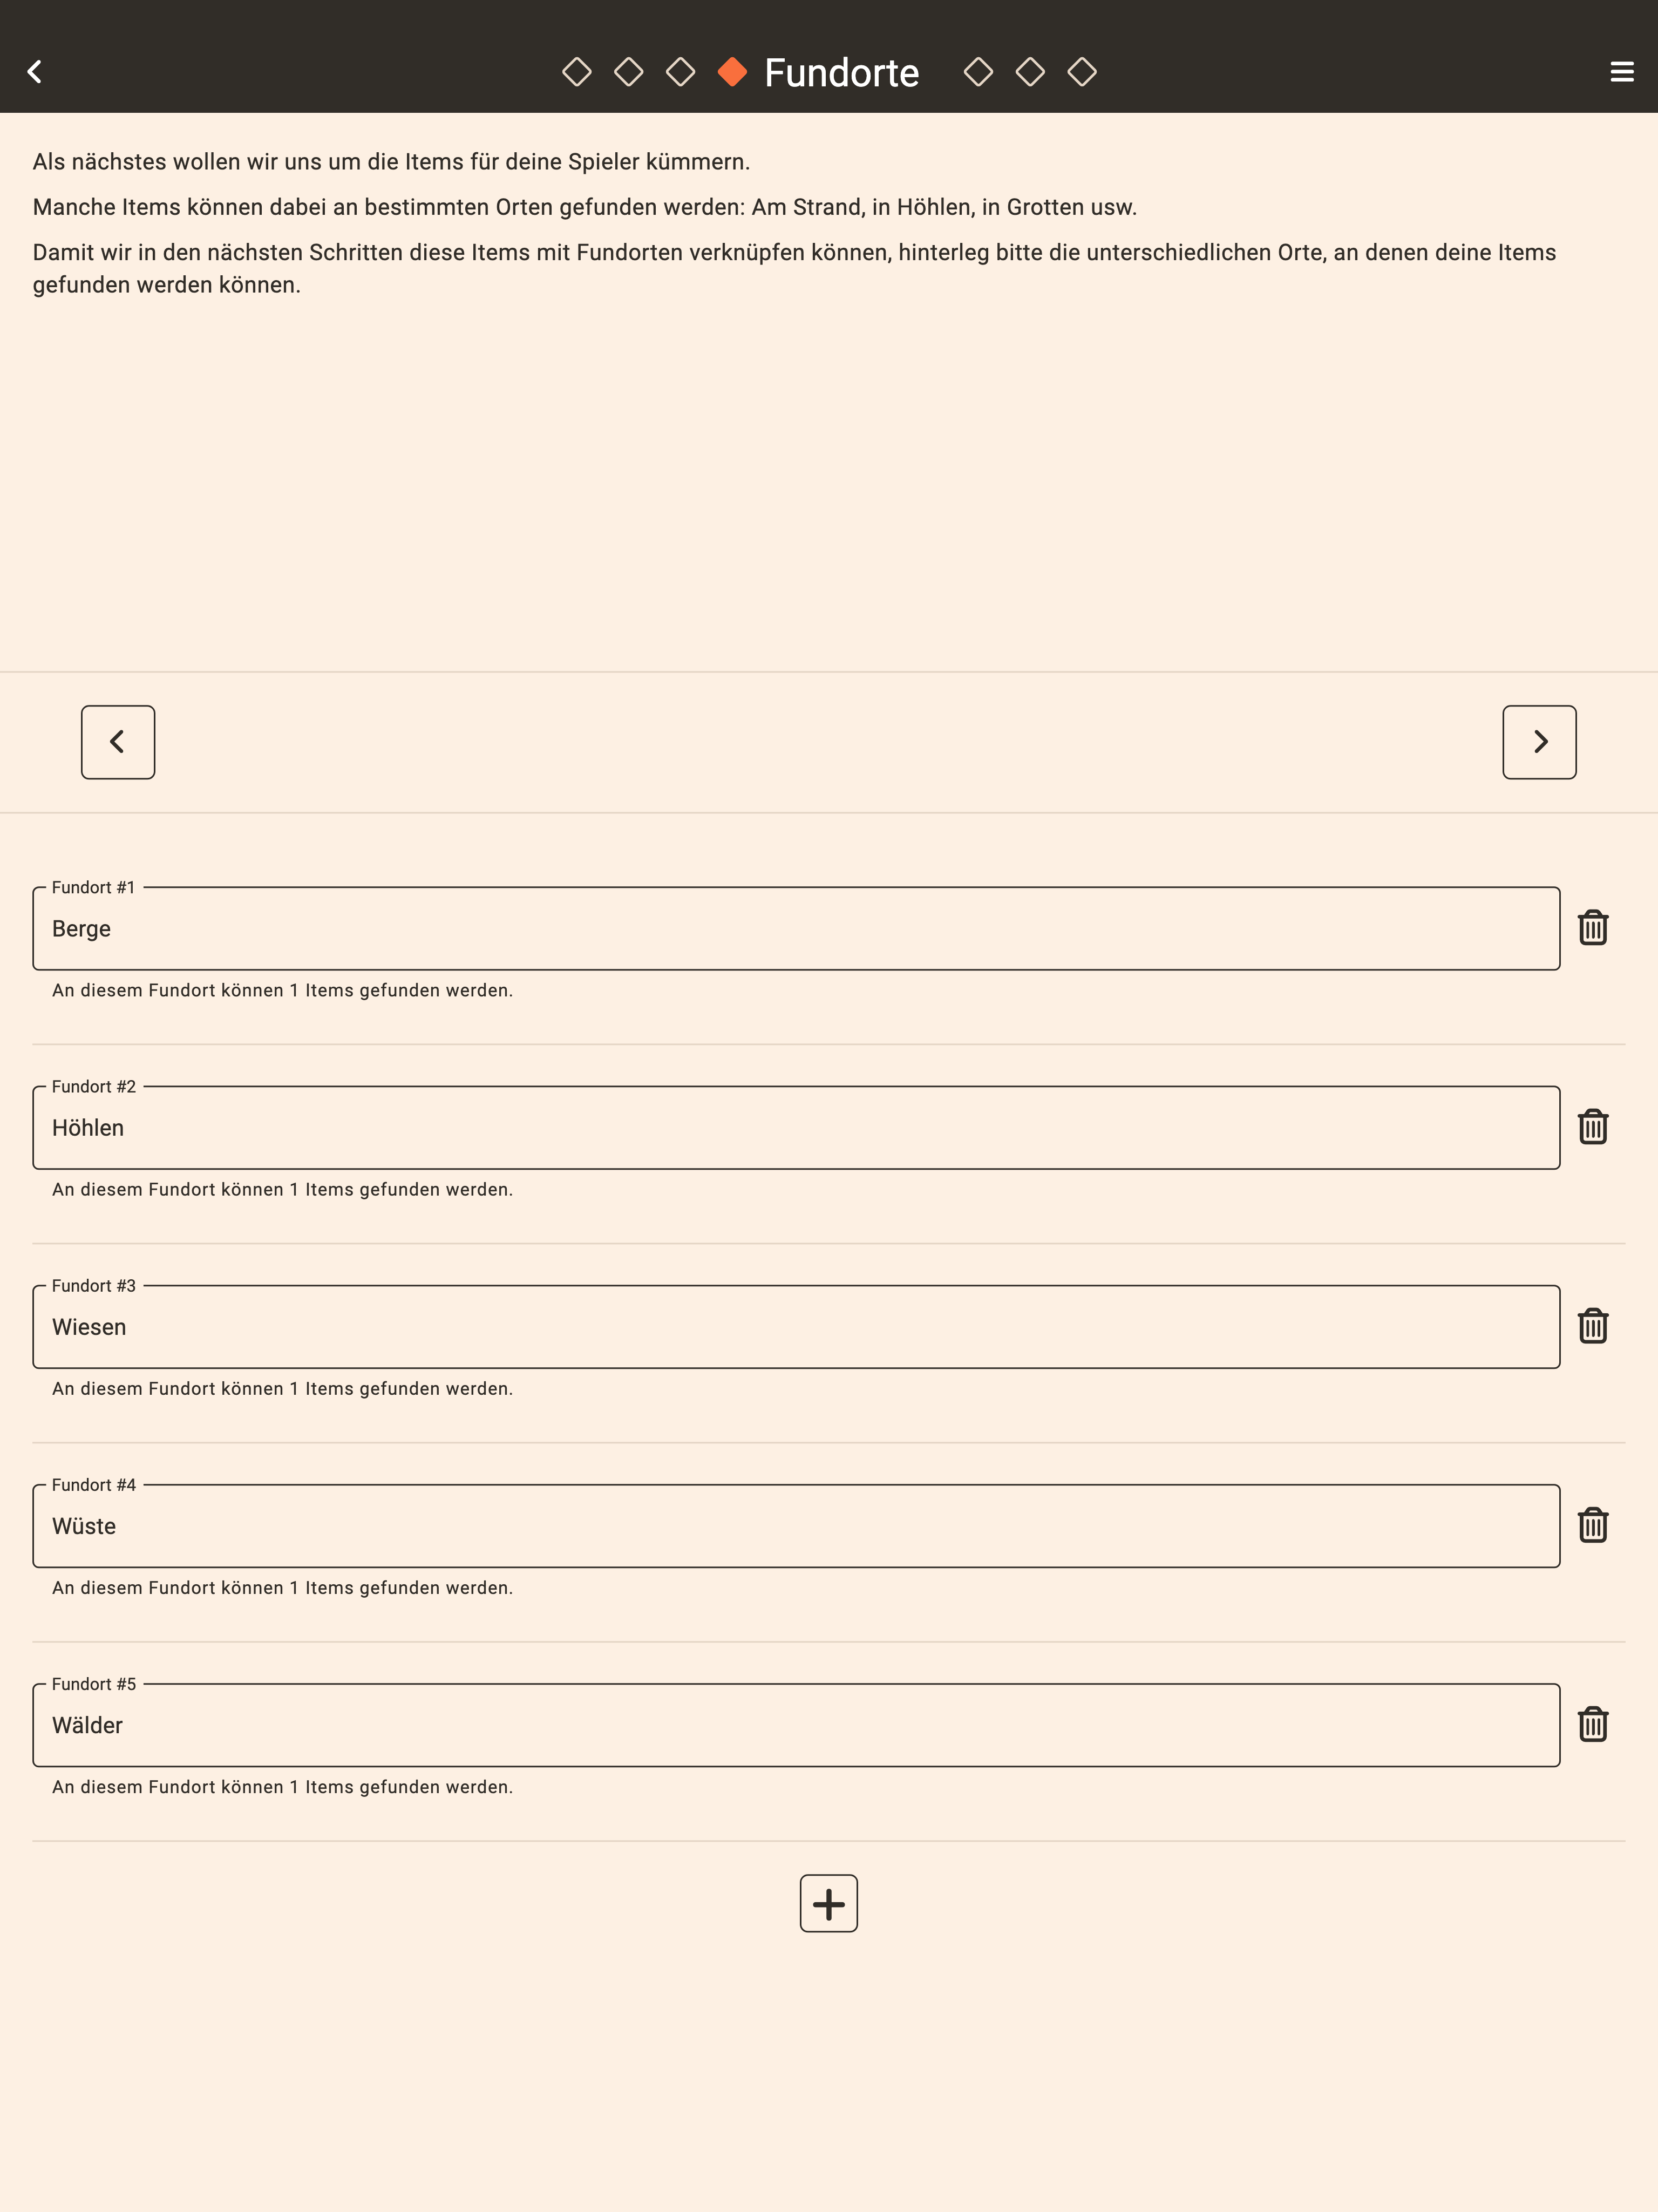 Fundorte
Als nächstes wollen wir uns um die Items für deine Spieler kümmern.
Manche Items können dabei an bestimmten Orten gefunden werden: Am Strand, in Höhlen, in Grotten usw.
Damit wir in den nächsten Schritten diese Items mit Fundorten verknüpfen können, hinterleg bitte die unterschiedlichen Orte, an denen deine Items
gefunden werden können.
Fundort #1
Berge
An diesem Fundort können 1 Items gefunden werden.
Fundort #2
Höhlen
An diesem Fundort können 1 Items gefunden werden.
Fundort #3
Wiesen
An diesem Fundort können 1 Items gefunden werden.
Fundort #4
Wüste
An diesem Fundort können 1 Items gefunden werden.
Fundort #5
Wälder
An diesem Fundort können 1 Items gefunden werden.